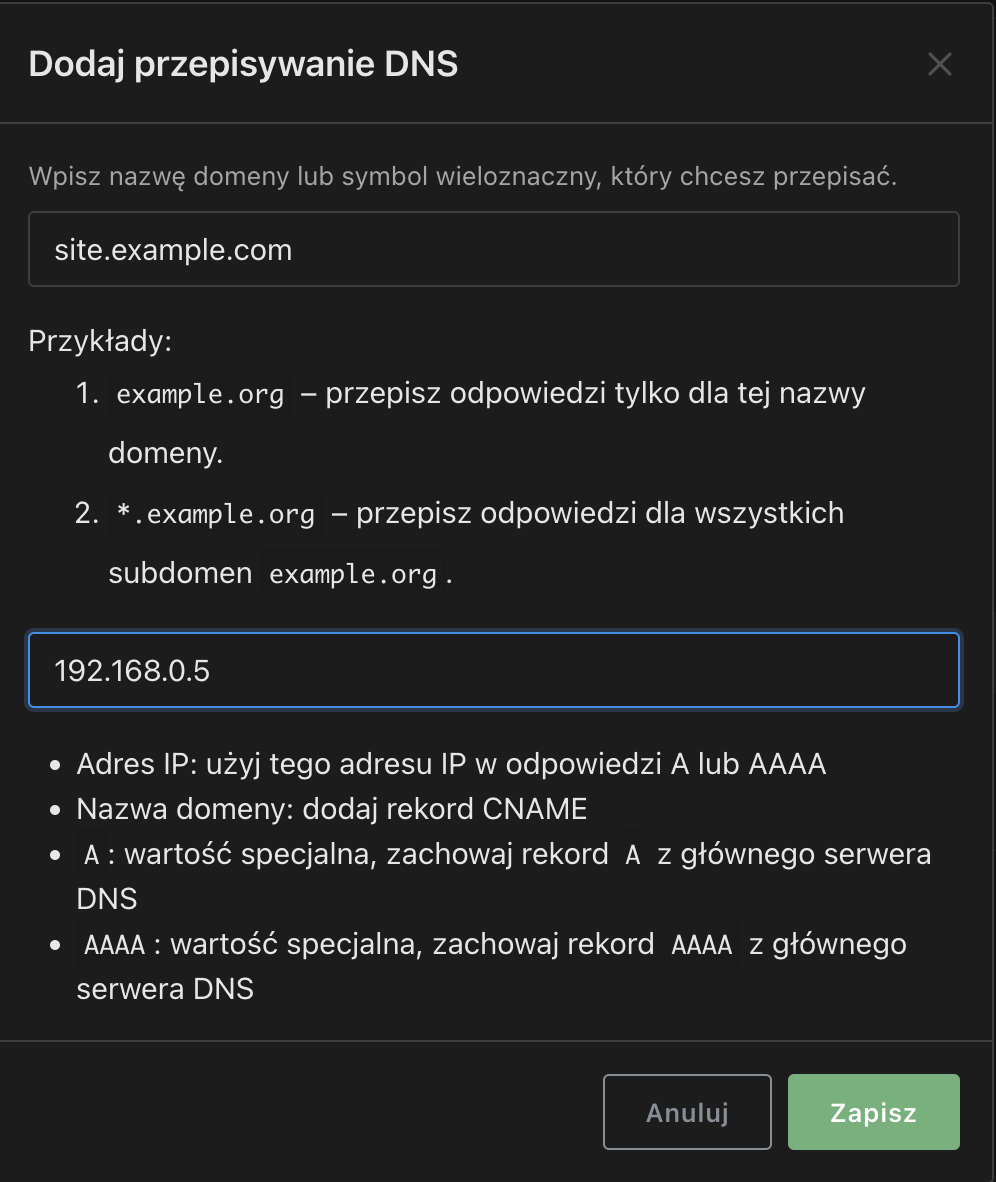 Dodaj przepisywanie DNS
Wpisz nazwę domeny lub symbol wieloznaczny, który chcesz przepisać.
site.example.com
Przykłady:
1. example.org – przepisz odpowiedzi tylko dla tej nazwy
domeny.
2. *.example.org – przepisz odpowiedzi dla wszystkich
subdomen example.org.
192.168.0.5
• Adres IP: użyj tego adresu IP w odpowiedzi A lub AAAA
• Nazwa domeny: dodaj rekord CNAME
• A: wartość specjalna, zachowaj rekord A z głównego serwera
DNS
• AAAA: wartość specjalna, zachowaj rekord AAAA z głównego
serwera DNS
Anuluj
Zapisz